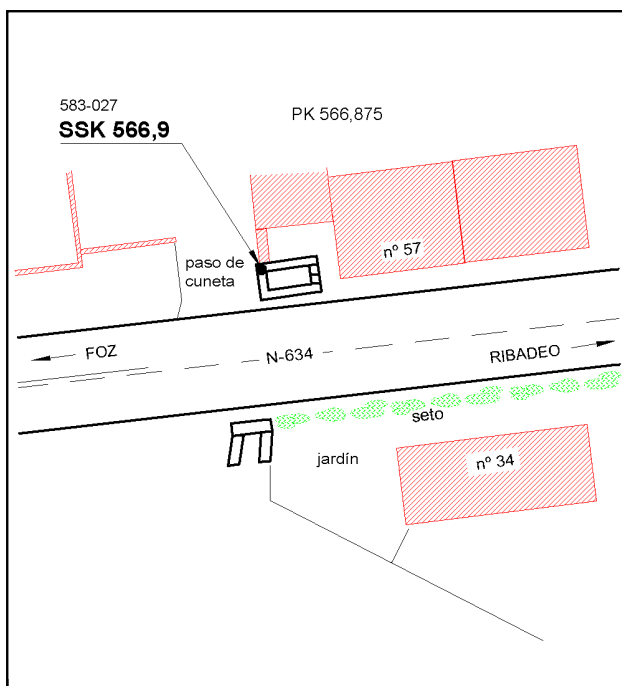 583-027
SSK 566,9
PK 566,875
nº 57
paso de
cuneta
FOZ
N-634
RIBADEO
seto
jardín
nº 34